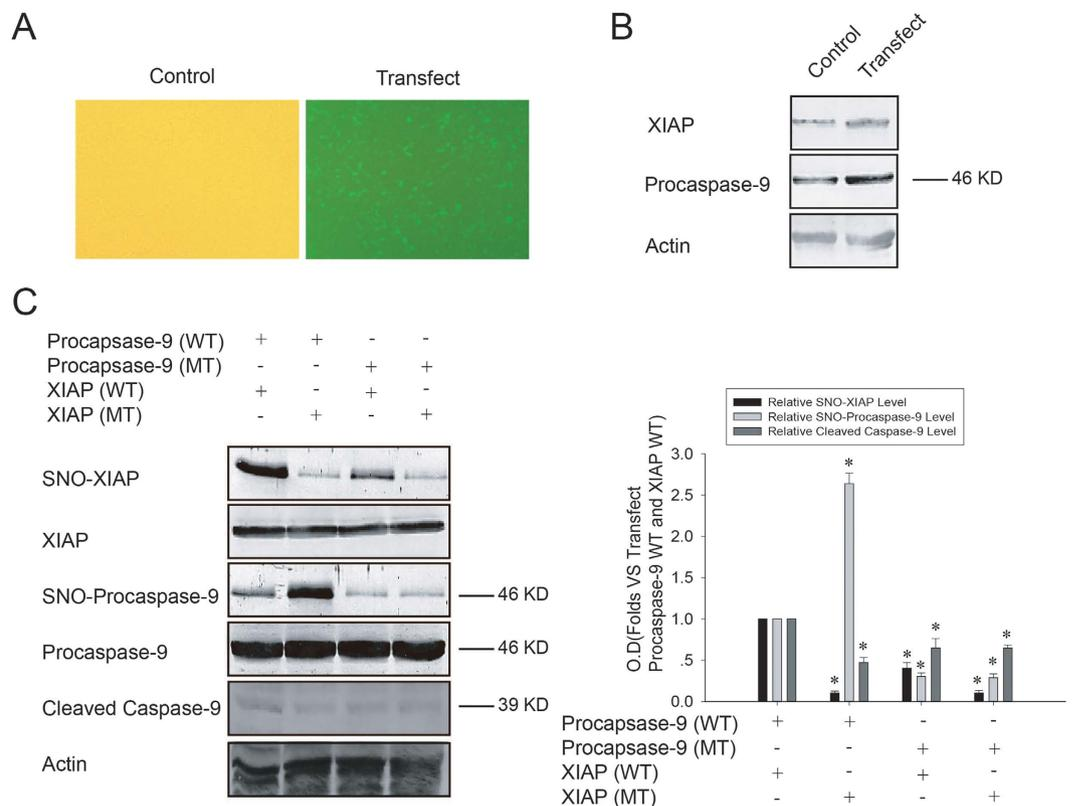 A
Control Transfect
B
Control
Transfect
XIAP
Procaspase-9 46 KD
Actin
C
Procapsase-9 (WT) + + - -
Procapsase-9 (MT) - - + +
XIAP (WT) + - + -
XIAP (MT) - + - +
SNO-XIAP
XIAP
SNO-Procaspase-9 46 KD
Procaspase-9 46 KD
Cleaved Caspase-9 39 KD
Actin
Relative SNO-XIAP Level
Relative SNO-Procaspase-9 Level
Relative Cleaved Caspase-9 Level
O.D(Folds VS Transfect
Procaspase-9 WT and XIAP WT)
3.0
2.5
2.0
1.5
1.0
.5
0.0
*
* *
* * *
* * *
Procapsase-9 (WT) + + - -
Procapsase-9 (MT) - - + +
XIAP (WT) + - + -
XIAP (MT) - + - +